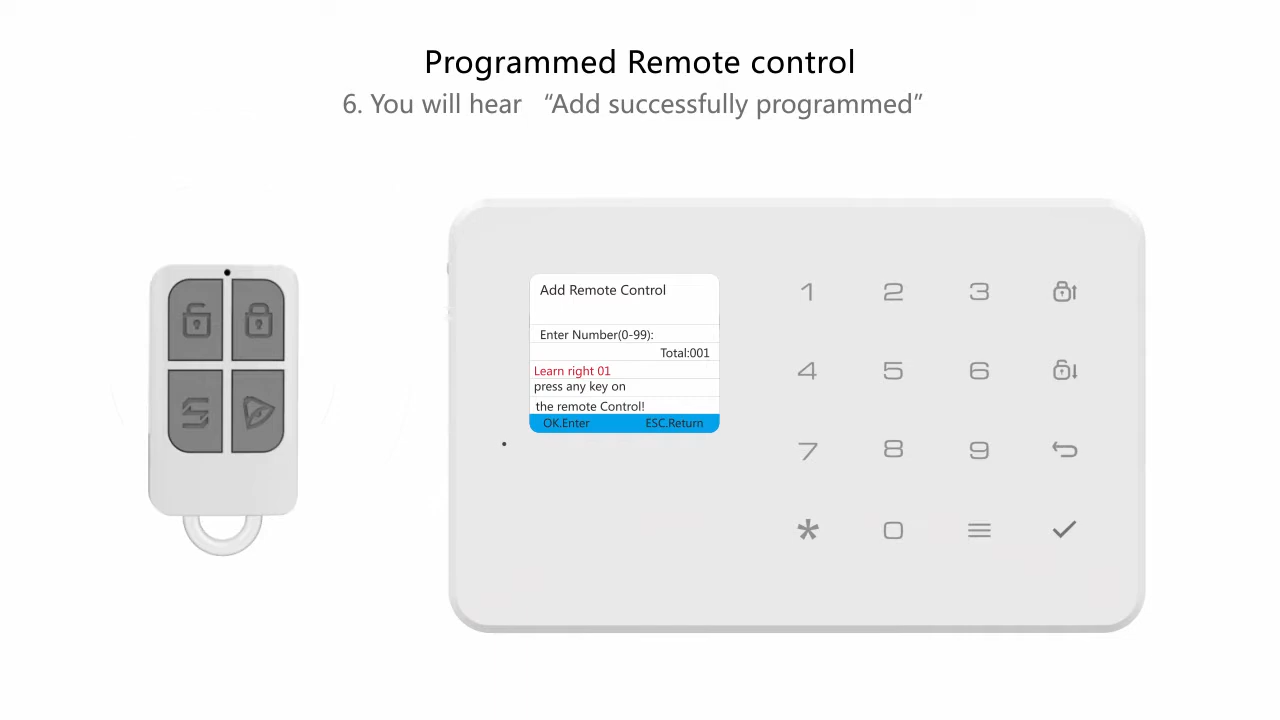 Programmed Remote control
6. You will hear “Add successfully programmed”
Add Remote Control
Enter Number(0-99):
Total:001
Learn right 01
press any key on
the remote Control!
OK.Enter ESC.Return
1 2 3
4 5 6
7 8 9
* 0